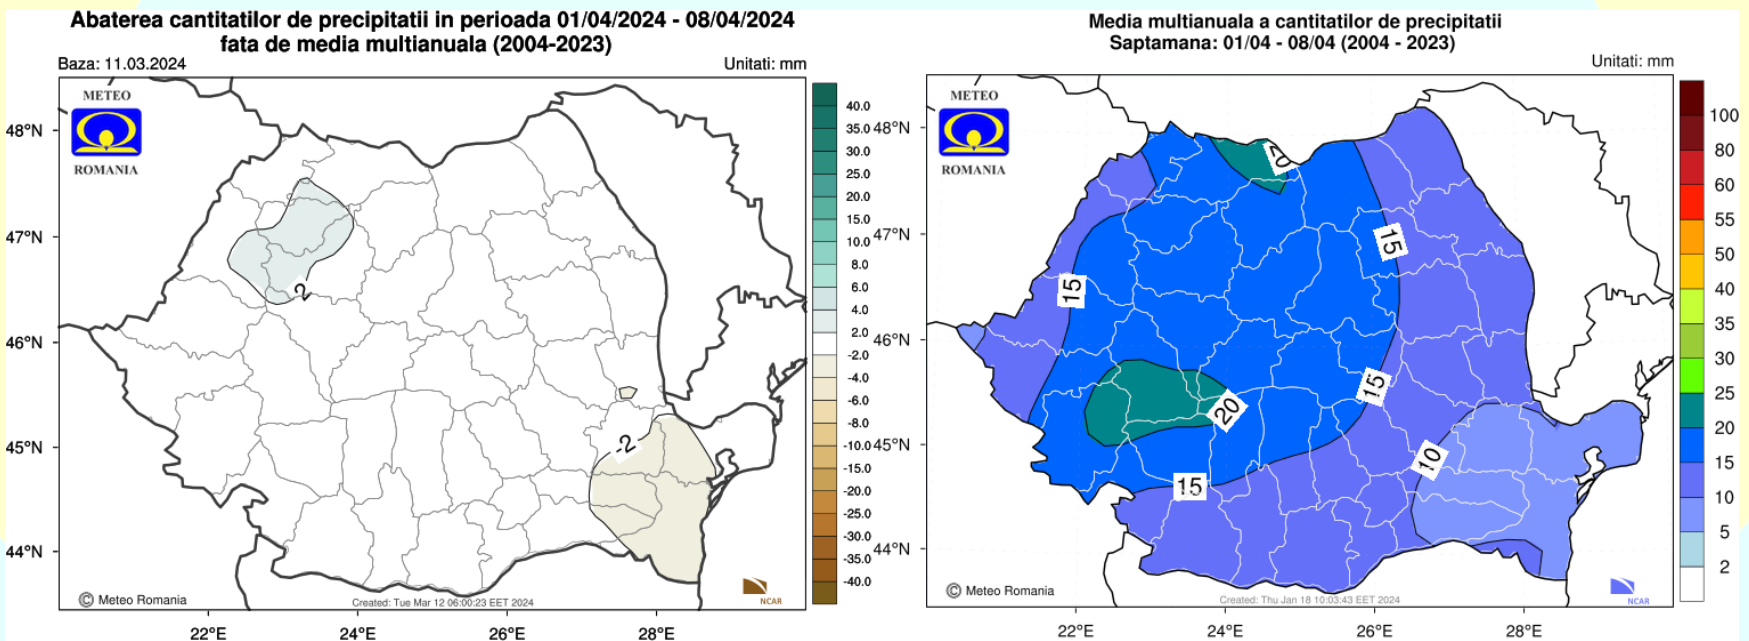 Abaterea cantitatilor de precipitatii in perioada 01/04/2024 - 08/04/2024
fata de media multianuala (2004-2023)
Baza: 11.03.2024
Unitati: mm
METEO
ROMANIA
48°N
47°N
46°N
45°N
44°N
2
-2
40.0
35.0
30.0
25.0
20.0
15.0
10.0
8.0
6.0
4.0
2.0
-2.0
-4.0
-6.0
-8.0
-10.0
-15.0
-20.0
-25.0
-30.0
-35.0
-40.0
© Meteo Romania
Created: Tue Mar 12 06:00:23 EET 2024
NCAR
22°E
24°E
26°E
28°E
Media multianuala a cantitatilor de precipitatii
Saptamana: 01/04 - 08/04 (2004 - 2023)
Unitati: mm
METEO
ROMANIA
48°N
47°N
46°N
45°N
44°N
20
15
15
15
20
10
15
100
80
60
55
50
40
35
30
25
20
15
10
5
2
© Meteo Romania
Created: Thu Jan 18 10:03:43 EET 2024
NCAR
22°E
24°E
26°E
28°E